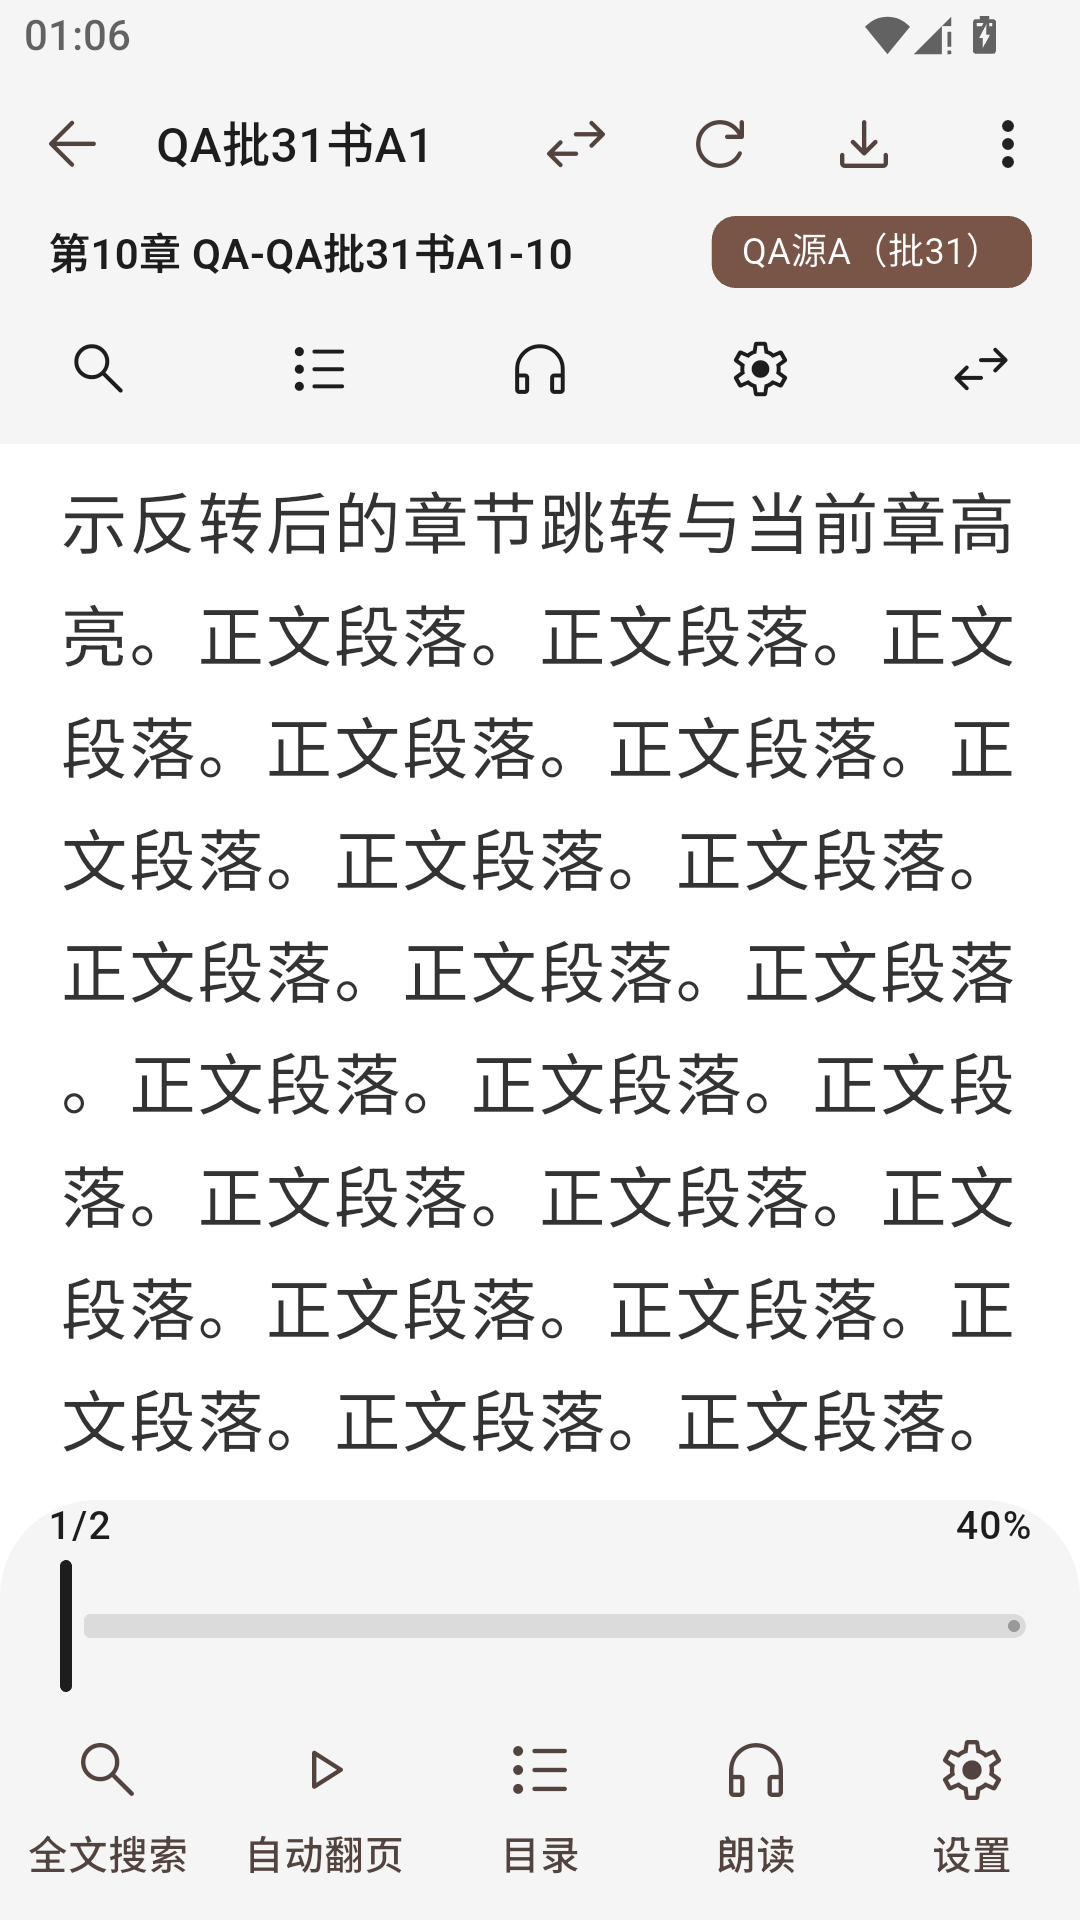 01:06
QA批31书A1
第10章 QA-QA批31书A1-10
QA源A（批31）
示反转后的章节跳转与当前章高
亮。正文段落。正文段落。正文
段落。正文段落。正文段落。正
文段落。正文段落。正文段落。
正文段落。正文段落。正文段落
。正文段落。正文段落。正文段
落。正文段落。正文段落。正文
段落。正文段落。正文段落。正
文段落。正文段落。正文段落。
1/2
40%
全文搜索
自动翻页
目录
朗读
设置